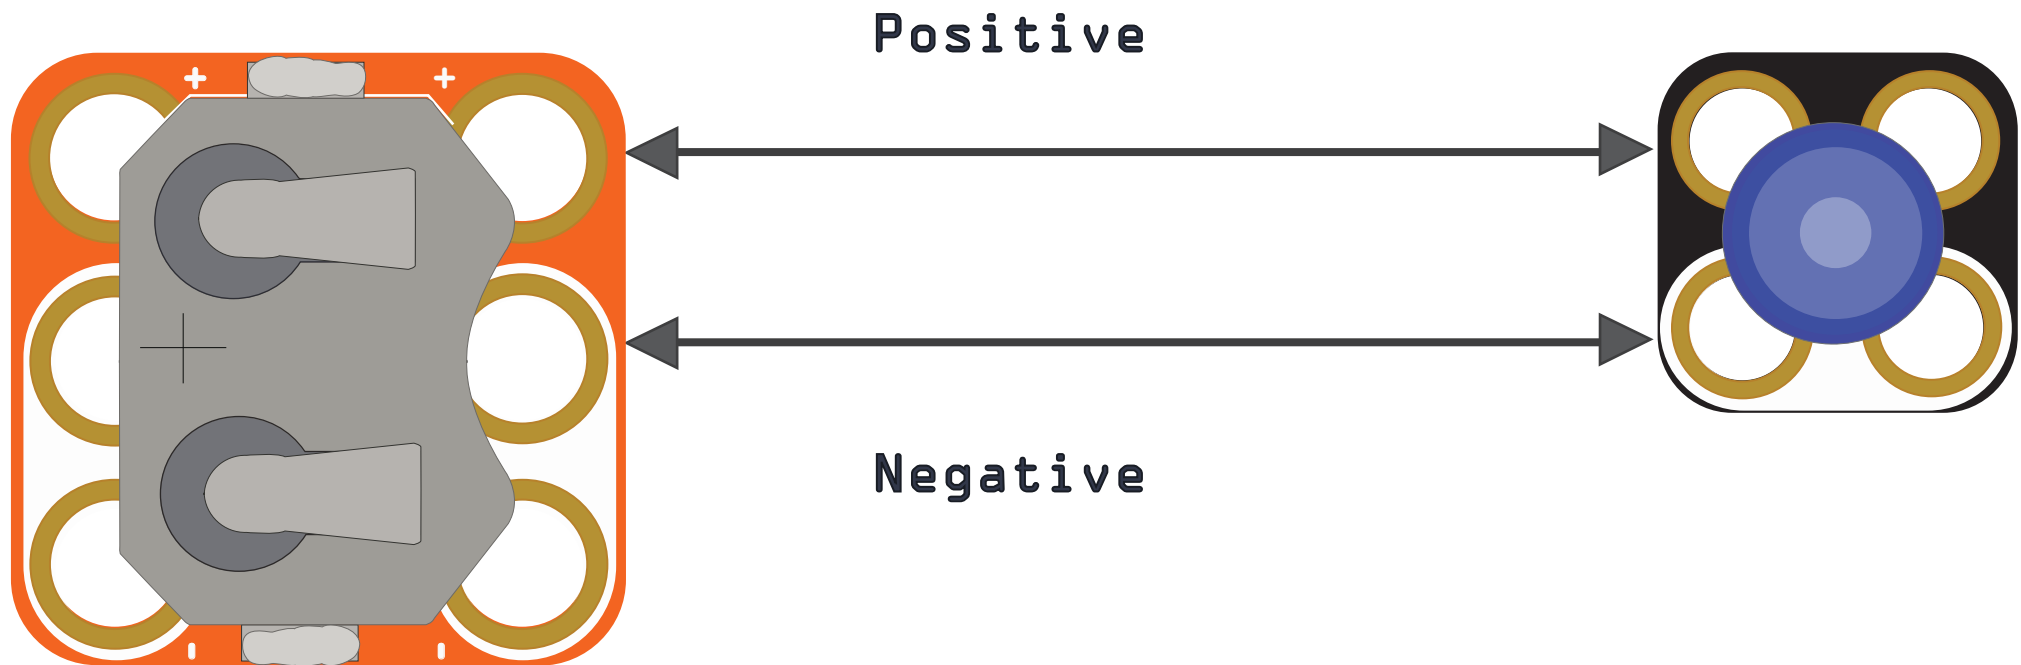 Positive
+ +
Negative
- -